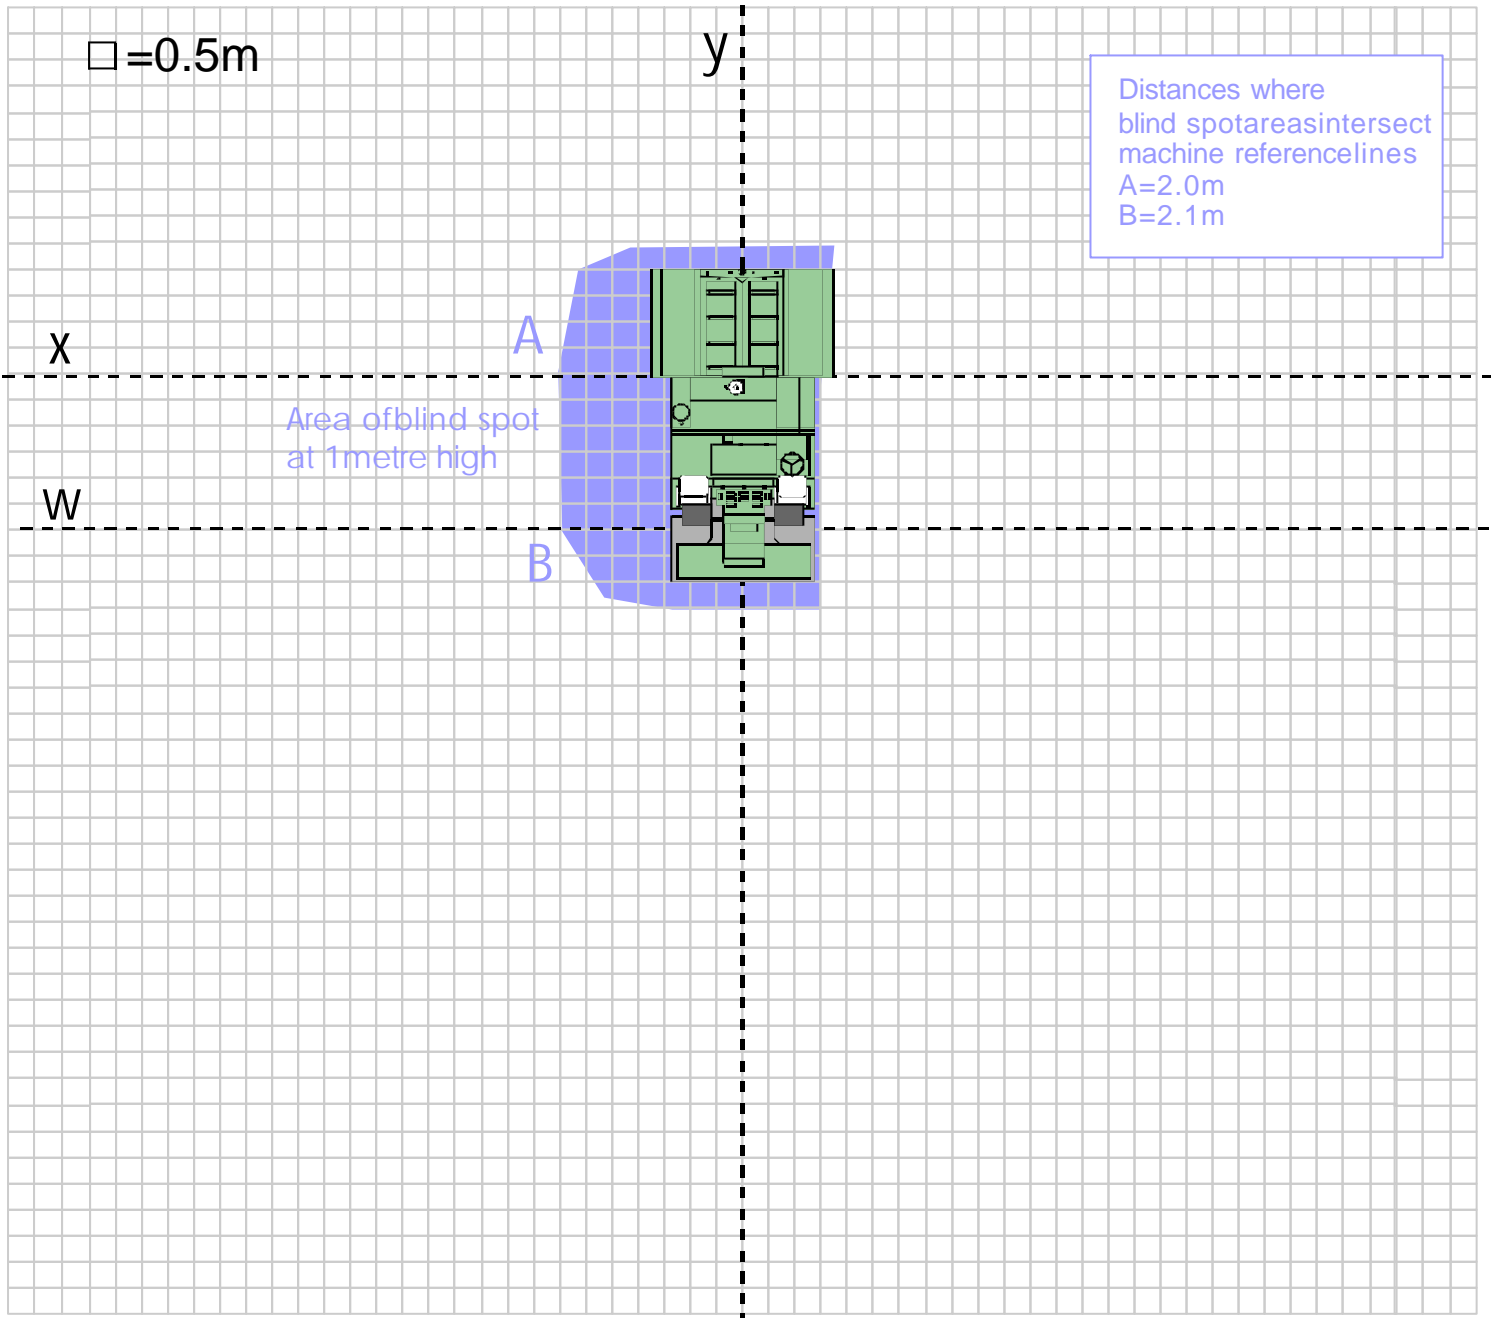 =0.5m
y
Distances where
blind spotareasintersect
machine referencelines
A=2.0m
B=2.1m
A
x
Area ofblind spot
at 1metre high
W
B